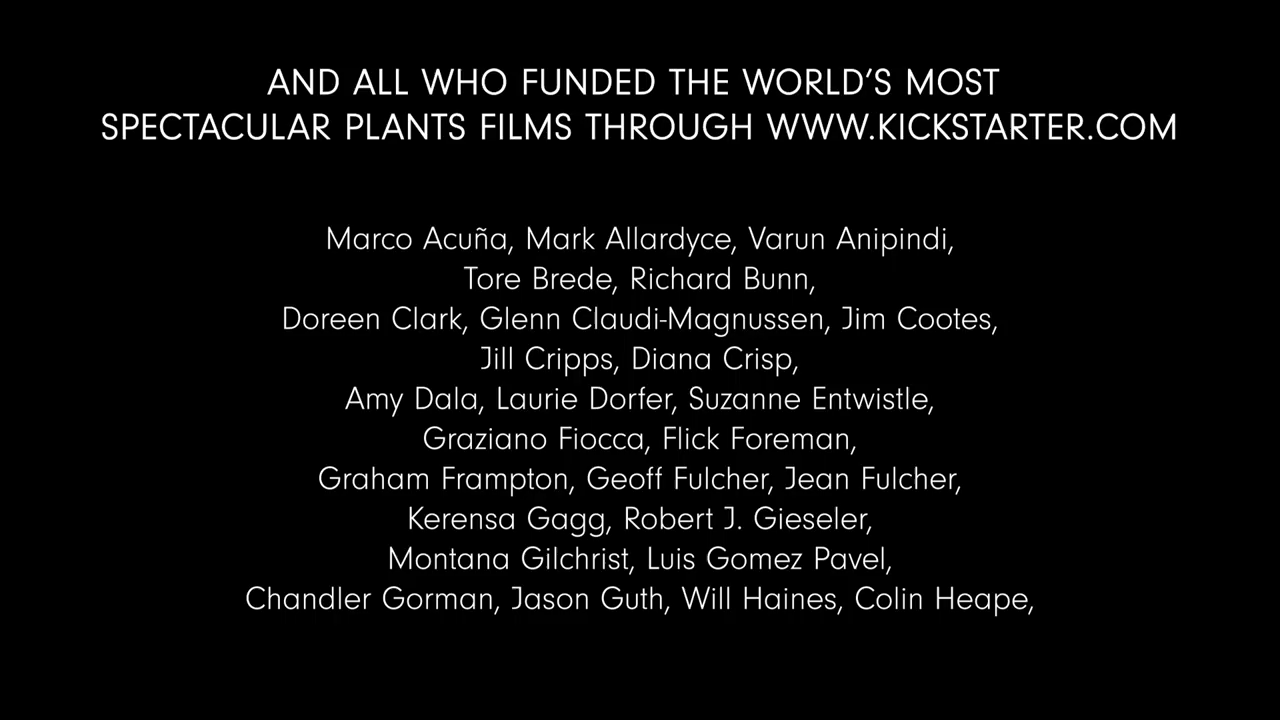 AND ALL WHO FUNDED THE WORLD'S MOST
SPECTACULAR PLANTS FILMS THROUGH WWW.KICKSTARTER.COM
Marco Acuña, Mark Allardyce, Varun Anipindi,
Tore Brede, Richard Bunn,
Doreen Clark, Glenn Claudi-Magnussen, Jim Cootes,
Jill Cripps, Diana Crisp,
Amy Dala, Laurie Dorfer, Suzanne Entwistle,
Graziano Fiocca, Flick Foreman,
Graham Frampton, Geoff Fulcher, Jean Fulcher,
Kerensa Gagg, Robert J. Gieseler,
Montana Gilchrist, Luis Gomez Pavel,
Chandler Gorman, Jason Guth, Will Haines, Colin Heape,